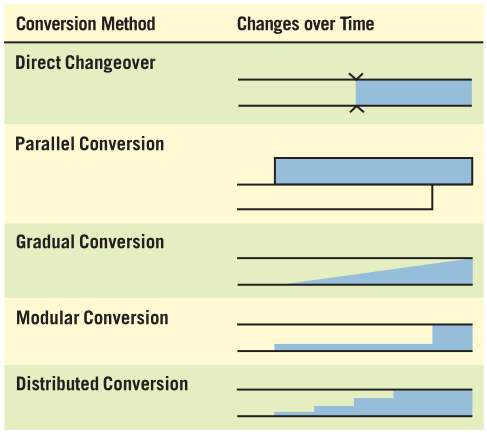 Conversion Method Changes over Time
Direct Changeover
Parallel Conversion
Gradual Conversion
Modular Conversion
Distributed Conversion